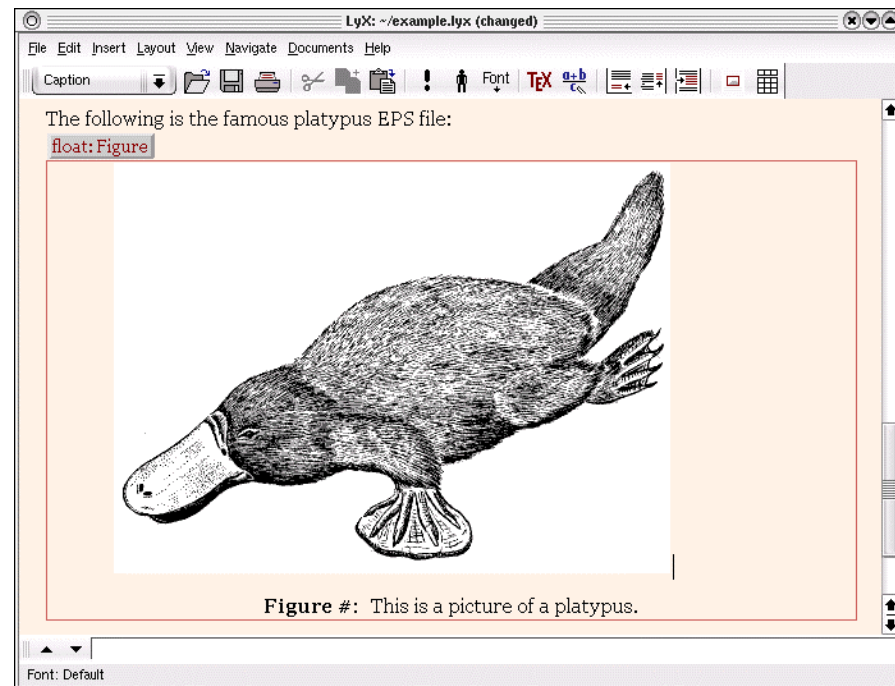 LyX: ~/example.lyx (changed)
File Edit Insert Layout View Navigate Documents Help
Caption ! Font TEX a+b c
The following is the famous platypus EPS file:
float: Figure
Figure #: This is a picture of a platypus.
Font: Default